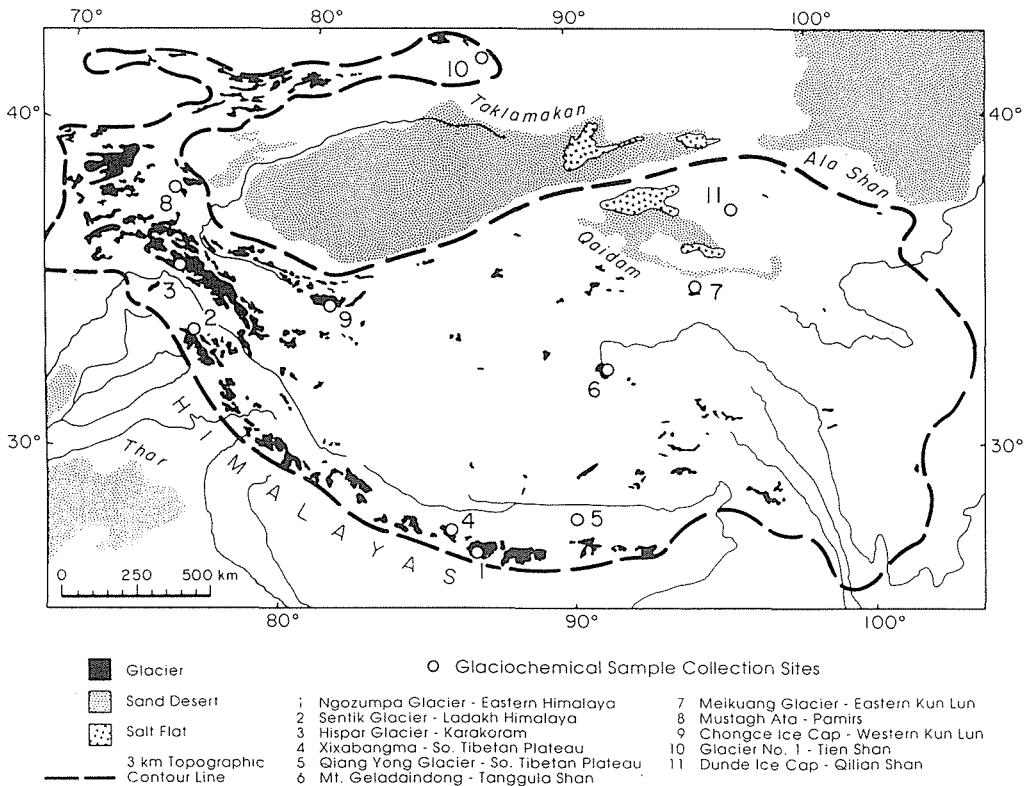 70° 80° 90° 100°
10
40° Taklamakan 40°
Ala Shan
8 11
Qaidam
3 9 7
2
6
30° HIMALAYAS 30°
Thar
4 5
1
0 250 500 km
80° 90° 100°
Glacier
Sand Desert
Salt Flat
3 km Topographic
Contour Line
Glaciochemical Sample Collection Sites
1 Ngozumpa Glacier - Eastern Himalaya
2 Sentik Glacier - Ladakh Himalaya
3 Hispar Glacier - Karakoram
4 Xixabangma - So. Tibetan Plateau
5 Qiang Yong Glacier - So. Tibetan Plateau
6 Mt. Geladaindong - Tanggula Shan
7 Meikuang Glacier - Eastern Kun Lun
8 Mustagh Ata - Pamirs
9 Chongce Ice Cap - Western Kun Lun
10 Glacier No. 1 - Tien Shan
11 Dunde Ice Cap - Qilian Shan